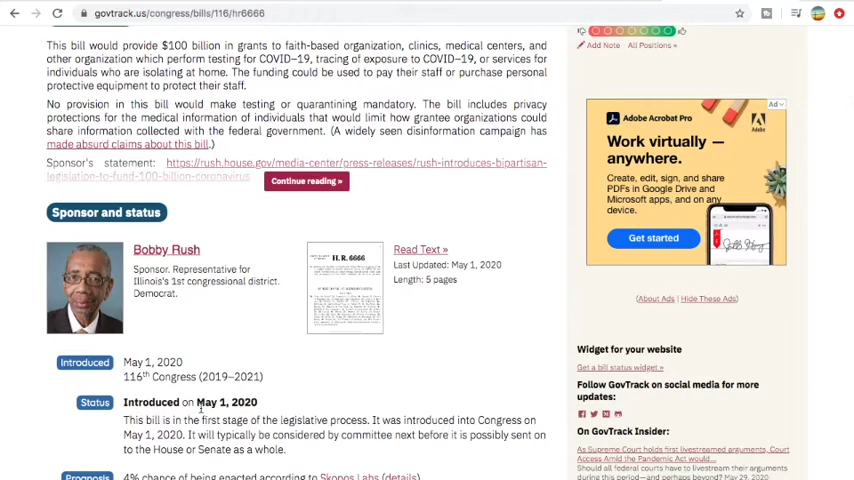 govtrack.us/congress/bills/116/hr6666
This bill would provide $100 billion in grants to faith-based organization, clinics, medical centers, and
other organization which perform testing for COVID–19, tracing of exposure to COVID–19, or services for
individuals who are isolating at home. The funding could be used to pay their staff or purchase personal
protective equipment to protect their staff.
No provision in this bill would make testing or quarantining mandatory. The bill includes privacy
protections for the medical information of individuals that would limit how grantee organizations could
share information collected with the federal government. (A widely seen disinformation campaign has
made absurd claims about this bill.)
Sponsor's statement: https://rush.house.gov/media-center/press-releases/rush-introduces-bipartisan-
legislation-to-fund-100-billion-coronavirus
Continue reading »
Sponsor and status
Bobby Rush
Sponsor. Representative for
Illinois's 1st congressional district.
Democrat.
H. R. 6666
Read Text »
Last Updated: May 1, 2020
Length: 5 pages
Introduced
May 1, 2020
116th Congress (2019–2021)
Status
Introduced on May 1, 2020
This bill is in the first stage of the legislative process. It was introduced into Congress on
May 1, 2020. It will typically be considered by committee next before it is possibly sent on
to the House or Senate as a whole.
Prognosis
4% chance of being enacted according to Skopos Labs (details)
Add Note
All Positions »
Ad
Adobe Acrobat Pro
Adobe
Work virtually —
anywhere.
Create, edit, sign, and share
PDFs in Google Drive and
Microsoft apps, and on any
device.
Get started
About Ads | Hide These Ads
Widget for your website
Get a bill status widget »
Follow GovTrack on social media for more
updates:
On GovTrack Insider:
As Supreme Court holds first livestreamed arguments, Court
Access Amid the Pandemic Act would...
Should all federal courts have to livestream their arguments
during this period—and perhaps beyond? May 29, 2020